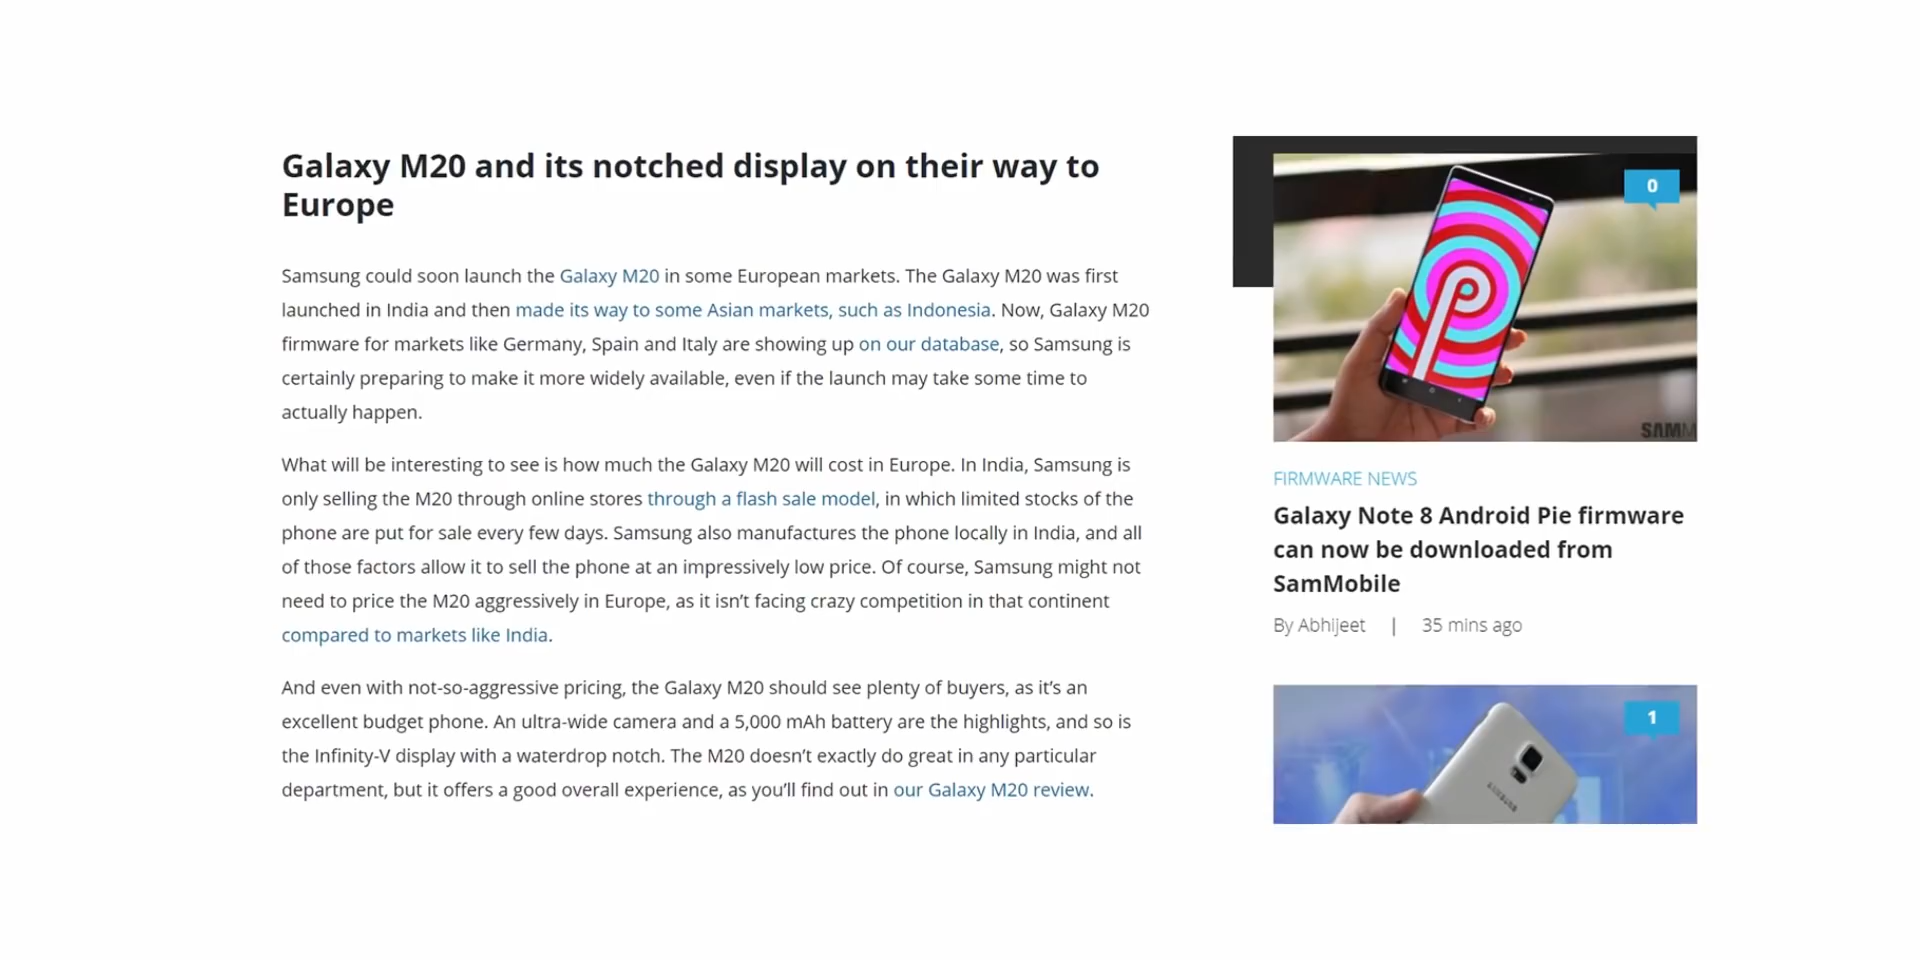 Galaxy M20 and its notched display on their way to
Europe
Samsung could soon launch the Galaxy M20 in some European markets. The Galaxy M20 was first
launched in India and then made its way to some Asian markets, such as Indonesia. Now, Galaxy M20
firmware for markets like Germany, Spain and Italy are showing up on our database, so Samsung is
certainly preparing to make it more widely available, even if the launch may take some time to
actually happen.
What will be interesting to see is how much the Galaxy M20 will cost in Europe. In India, Samsung is
only selling the M20 through online stores through a flash sale model, in which limited stocks of the
phone are put for sale every few days. Samsung also manufactures the phone locally in India, and all
of those factors allow it to sell the phone at an impressively low price. Of course, Samsung might not
need to price the M20 aggressively in Europe, as it isn’t facing crazy competition in that continent
compared to markets like India.
And even with not-so-aggressive pricing, the Galaxy M20 should see plenty of buyers, as it’s an
excellent budget phone. An ultra-wide camera and a 5,000 mAh battery are the highlights, and so is
the Infinity-V display with a waterdrop notch. The M20 doesn’t exactly do great in any particular
department, but it offers a good overall experience, as you’ll find out in our Galaxy M20 review.
0
SAMM
FIRMWARE NEWS
Galaxy Note 8 Android Pie firmware
can now be downloaded from
SamMobile
By Abhijeet | 35 mins ago
1
SAMSUNG